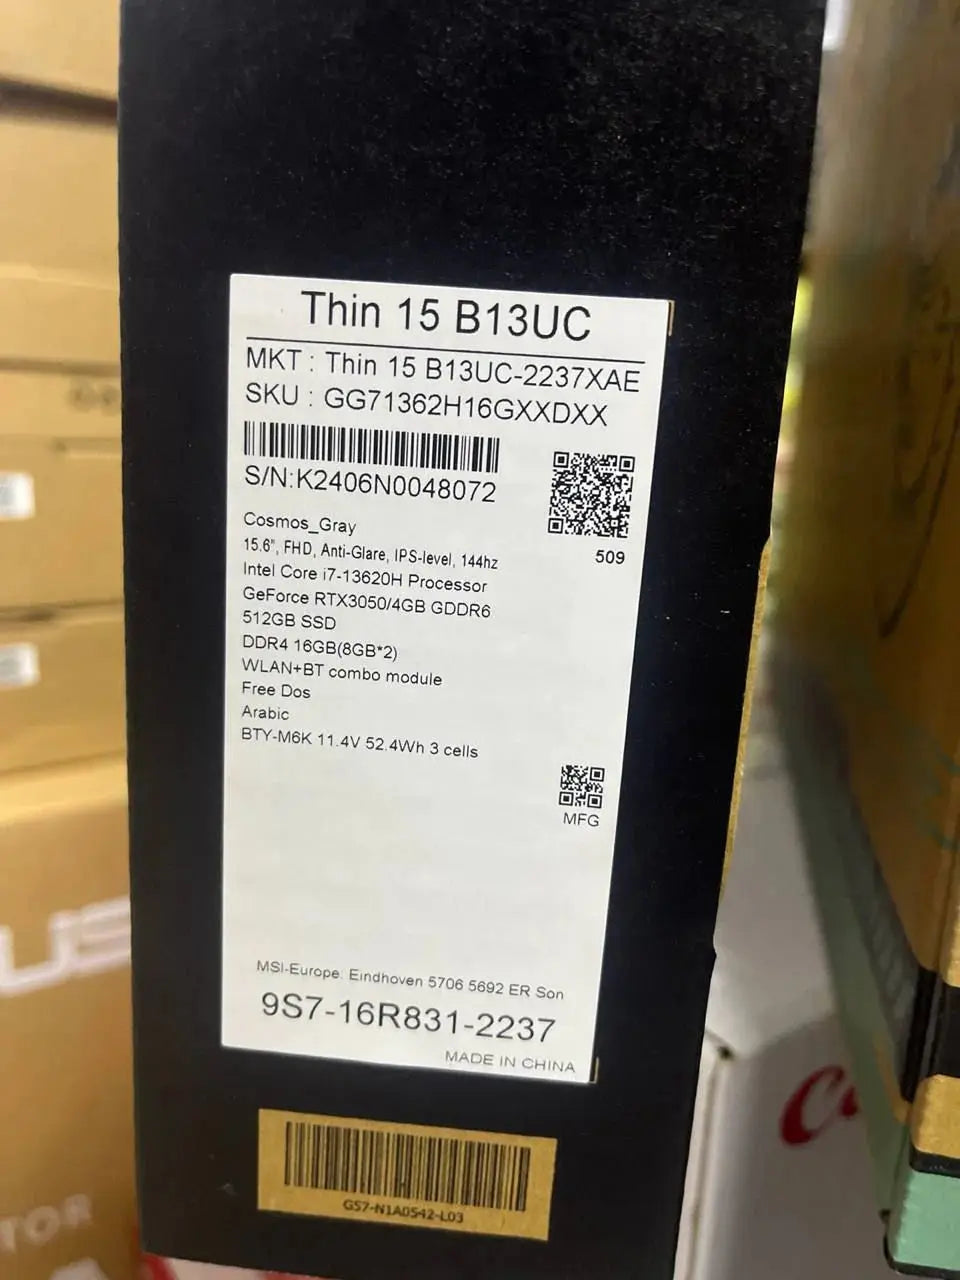 Thin 15 B13UC
MKT : Thin 15 B13UC-2237XAE
SKU : GG71362H16GXXDXX
S/N:K2406N0048072
509
Cosmos_Gray
15.6", FHD, Anti-Glare, IPS-level, 144hz
Intel Core i7-13620H Processor
GeForce RTX3050/4GB GDDR6
512GB SSD
DDR4 16GB(8GB*2)
WLAN+BT combo module
Free Dos
Arabic
BTY-M6K 11.4V 52.4Wh 3 cells
MFG
MSI-Europe: Eindhoven 5706 5692 ER Son
9S7-16R831-2237
MADE IN CHINA
GS7-N1A0542-L03
US
TOR